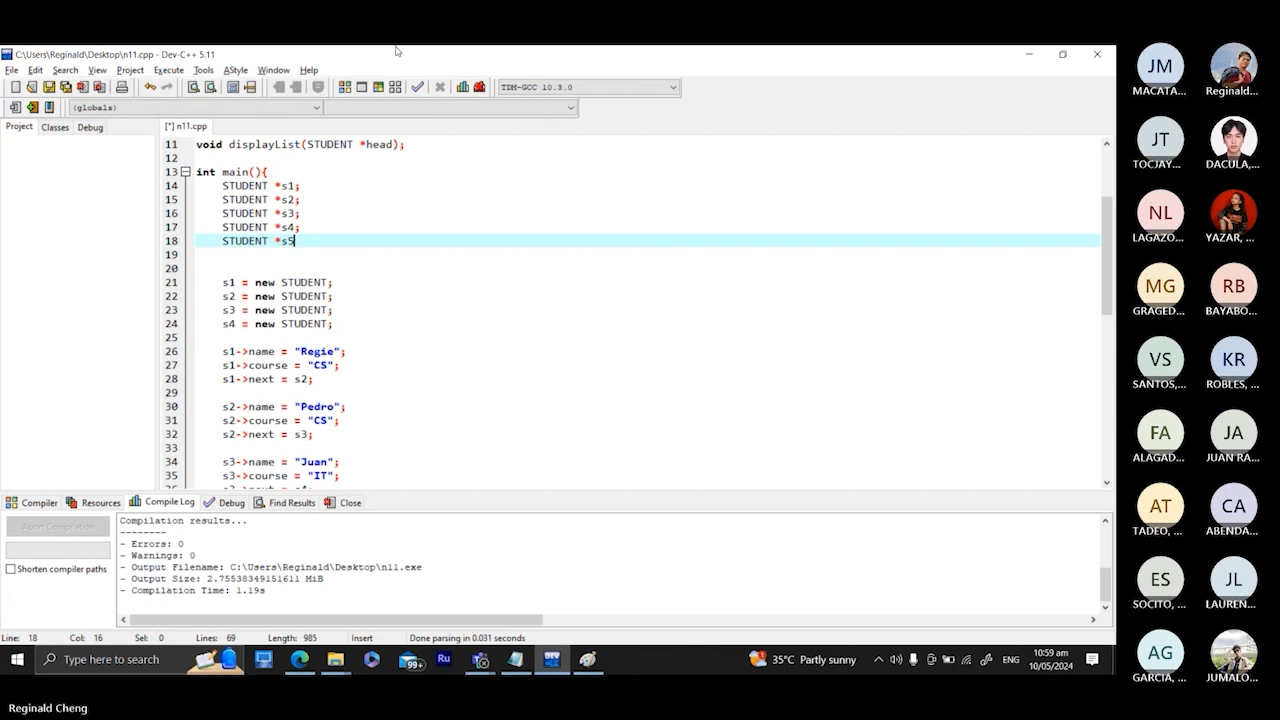 C:\Users\Reginald\Desktop\n11.cpp - Dev-C++ 5.11
File Edit Search View Project Execute Tools AStyle Window Help
TDM-GCC 10.3.0
(globals)
Project Classes Debug
[*] n11.cpp
11 void displayList(STUDENT *head);
12
13 int main(){
14 STUDENT *s1;
15 STUDENT *s2;
16 STUDENT *s3;
17 STUDENT *s4;
18 STUDENT *s5
19
20
21 s1 = new STUDENT;
22 s2 = new STUDENT;
23 s3 = new STUDENT;
24 s4 = new STUDENT;
25
26 s1->name = "Regie";
27 s1->course = "CS";
28 s1->next = s2;
29
30 s2->name = "Pedro";
31 s2->course = "CS";
32 s2->next = s3;
33
34 s3->name = "Juan";
35 s3->course = "IT";
Compiler Resources Compile Log Debug Find Results Close
Abort Compilation
Shorten compiler paths
Compilation results...
--------
- Errors: 0
- Warnings: 0
- Output Filename: C:\Users\Reginald\Desktop\n11.exe
- Output Size: 2.75538349151611 MiB
- Compilation Time: 1.19s
Line: 18 Col: 16 Sel: 0 Lines: 69 Length: 985 Insert Done parsing in 0.031 seconds
Type here to search
99+
Ru
DEV
35°C Partly sunny
ENG
10:59 am
10/05/2024
JM
MACATA...
Reginald...
JT
TOCJAY...
DACULA,...
NL
LAGAZO...
YAZAR, ...
MG
GRAGED...
RB
BAYABO...
VS
SANTOS,...
KR
ROBLES, ...
FA
ALAGAD...
JA
JUAN RA...
AT
TADEO, ...
CA
ABENDA...
ES
SOCITO, ...
JL
LAUREN...
AG
GARCIA, ...
JUMALO...
Reginald Cheng